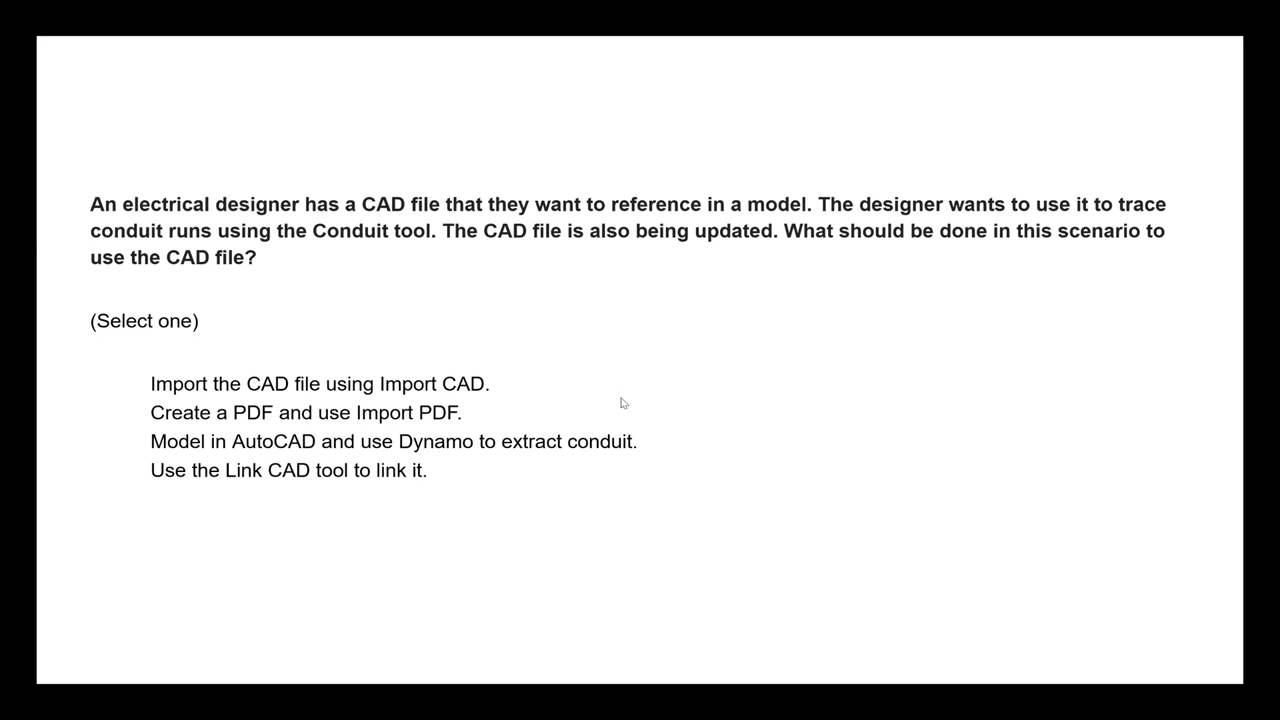 An electrical designer has a CAD file that they want to reference in a model. The designer wants to use it to trace
conduit runs using the Conduit tool. The CAD file is also being updated. What should be done in this scenario to
use the CAD file?
(Select one)
Import the CAD file using Import CAD.
Create a PDF and use Import PDF.
Model in AutoCAD and use Dynamo to extract conduit.
Use the Link CAD tool to link it.